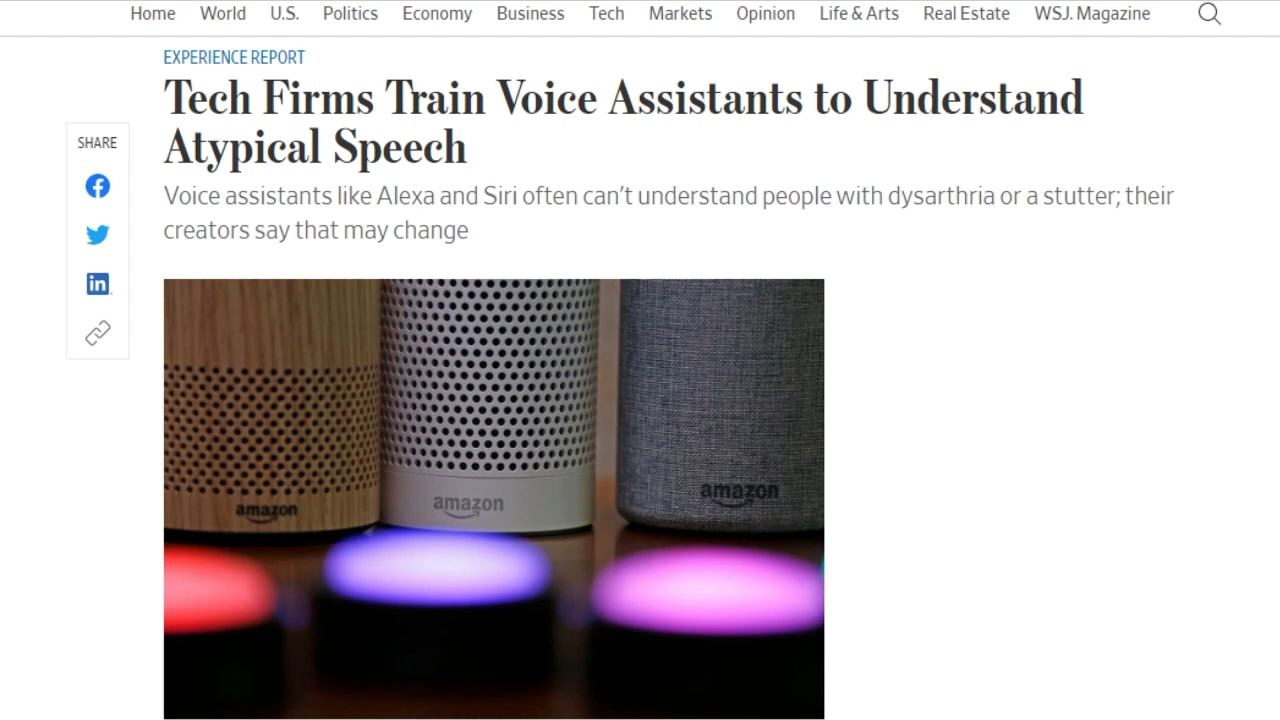 Home World U.S. Politics Economy Business Tech Markets Opinion Life & Arts Real Estate WSJ. Magazine
EXPERIENCE REPORT
Tech Firms Train Voice Assistants to Understand
Atypical Speech
SHARE
Voice assistants like Alexa and Siri often can’t understand people with dysarthria or a stutter; their
creators say that may change
in
amazon
amazon
amazon